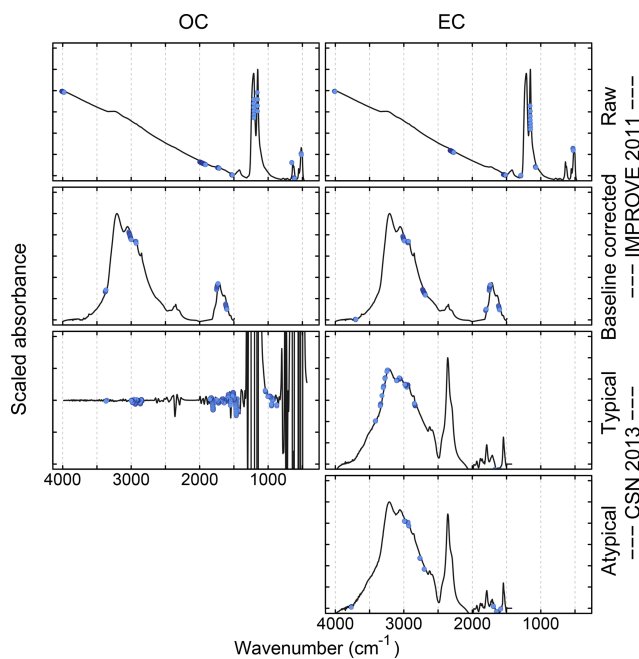 OC
EC
Scaled absorbance
4000 3000 2000 1000
4000 3000 2000 1000
Wavenumber (cm⁻¹)
Raw
Baseline corrected
Typical
Atypical
---- IMPROVE 2011 ----
---- CSN 2013 ----